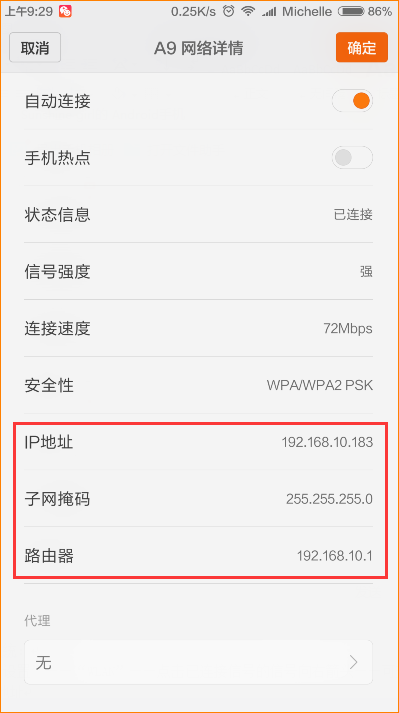 上午9:29 0.25K/s Michelle 86%
取消 A9 网络详情 确定
自动连接
手机热点
状态信息 已连接
信号强度 强
连接速度 72Mbps
安全性 WPA/WPA2 PSK
IP地址 192.168.10.183
子网掩码 255.255.255.0
路由器 192.168.10.1
代理
无